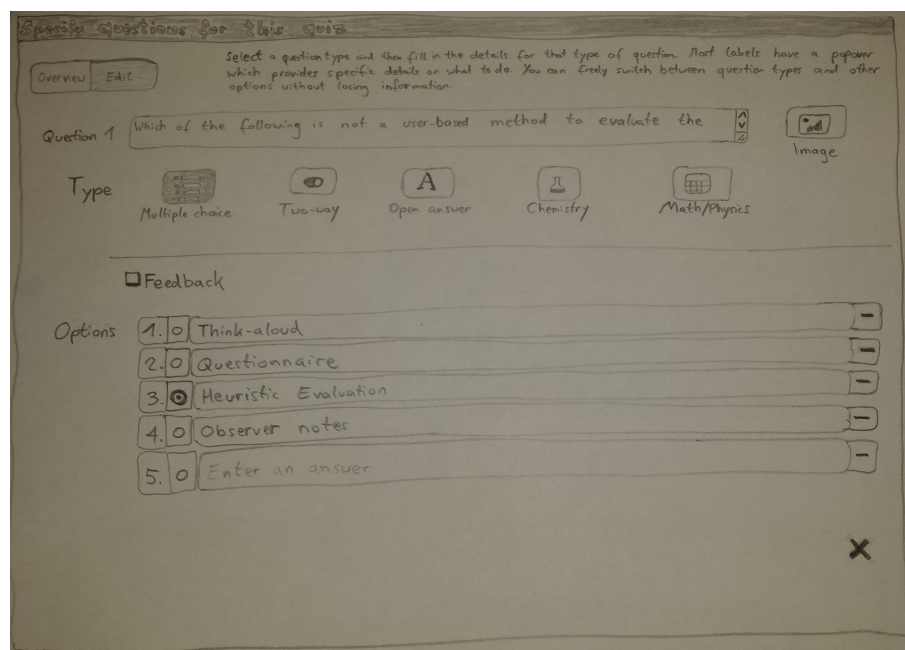 Specify questions for this quiz
Select a question type and then fill in the details for that type of question. Most labels have a popover
which provides specific details on what to do. You can freely switch between question types and other
options without losing information.
Overview Edit
Question 1 Which of the following is not a user-based method to evaluate the
Image
Type
A
Multiple choice Two-way Open answer Chemistry Math/Physics
Feedback
Options 1. Think-aloud
2. Questionnaire
3. Heuristic Evaluation
4. Observer notes
5. Enter an answer